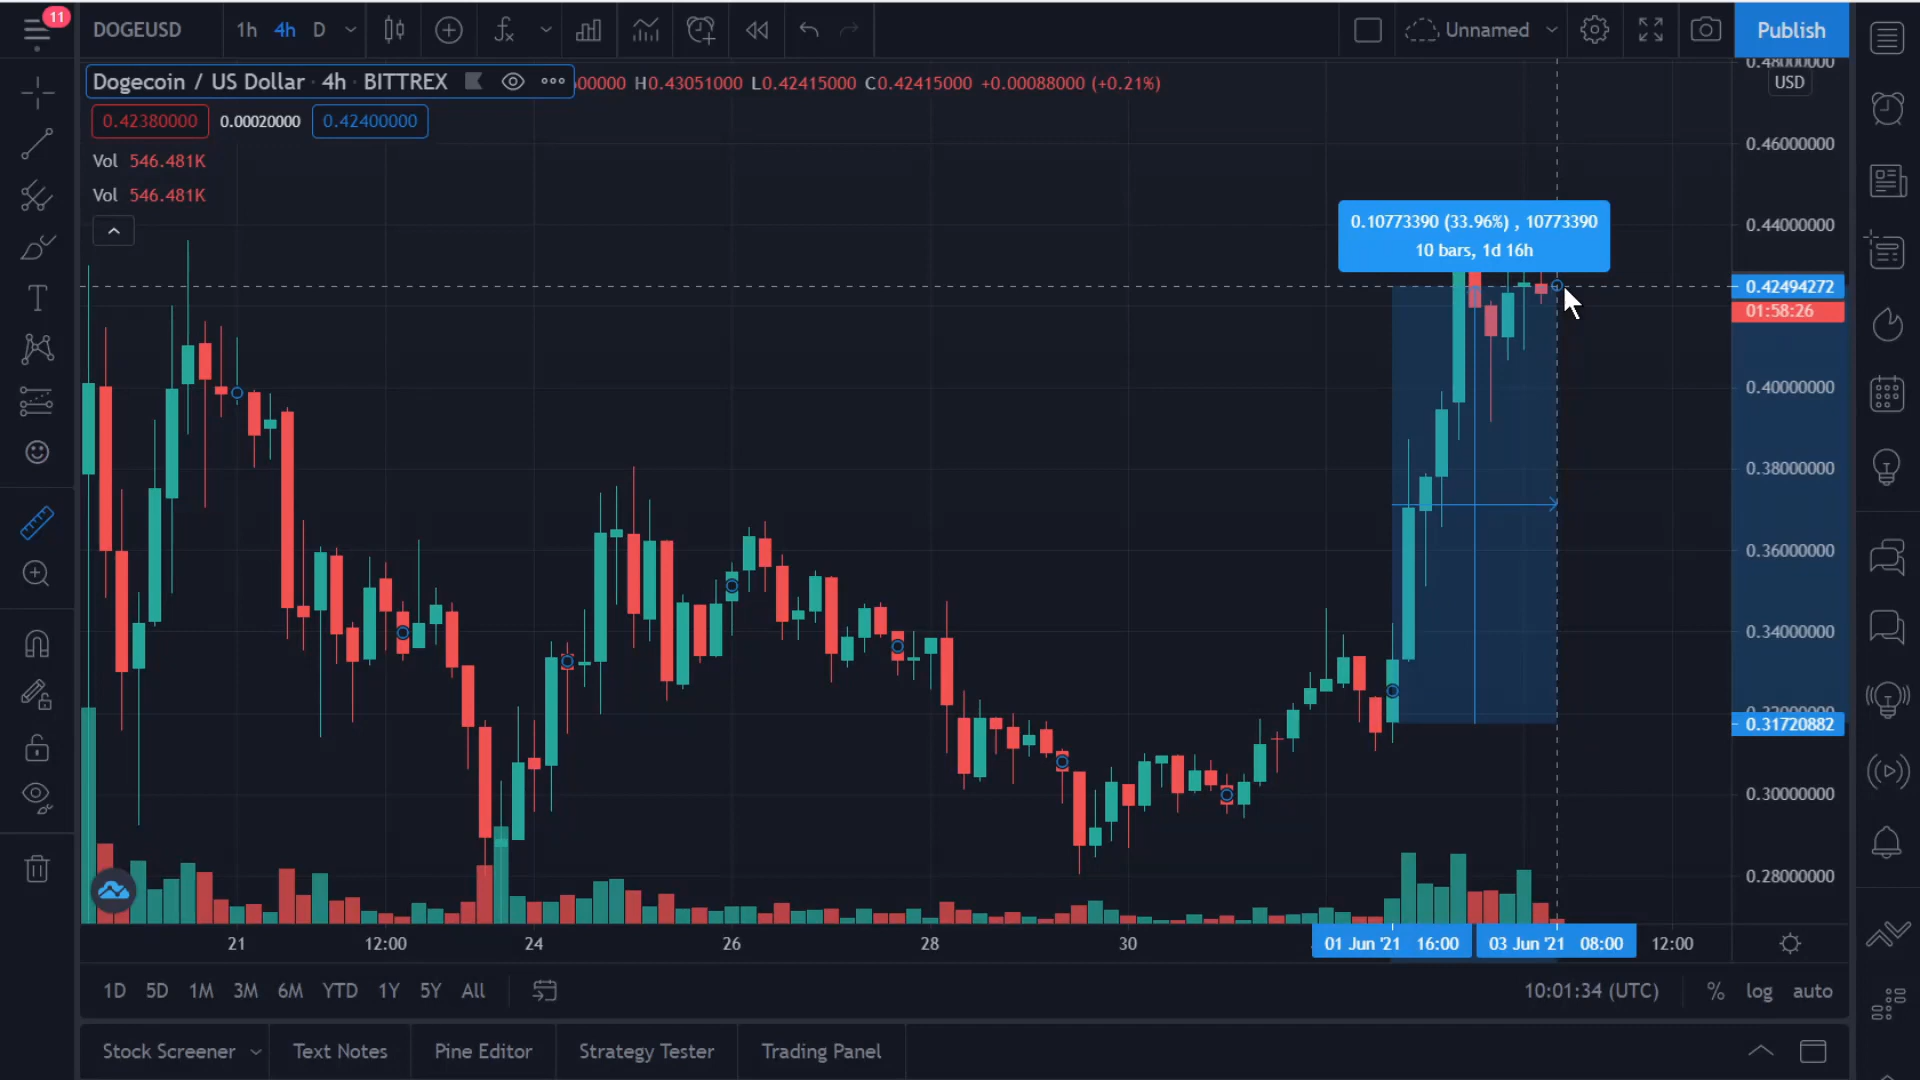 11
DOGEUSD
1h 4h D
Unnamed
Publish
Dogecoin / US Dollar · 4h · BITTREX
00000 H0.43051000 L0.42415000 C0.42415000 +0.00088000 (+0.21%)
0.42380000 0.00020000 0.42400000
Vol 546.481K
Vol 546.481K
0.48000000
USD
0.46000000
0.44000000
0.42494272
01:58:26
0.40000000
0.38000000
0.36000000
0.34000000
0.32000000
0.31720882
0.30000000
0.28000000
0.10773390 (33.96%) , 10773390
10 bars, 1d 16h
21 12:00 24 26 28 30 01 Jun '21 16:00 03 Jun '21 08:00 12:00
1D 5D 1M 3M 6M YTD 1Y 5Y All
10:01:34 (UTC) % log auto
Stock Screener Text Notes Pine Editor Strategy Tester Trading Panel